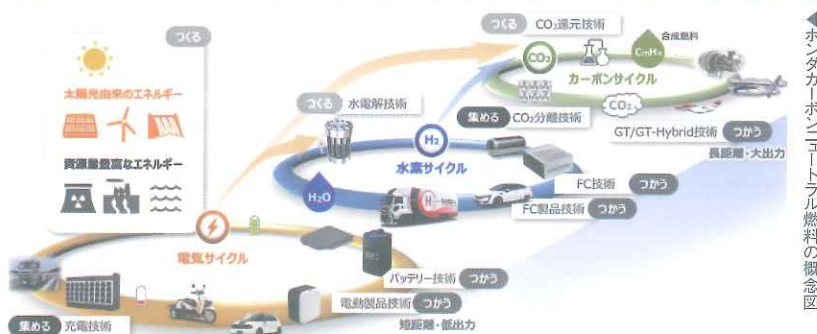 つくる
太陽光由来のエネルギー
資源量豊富なエネルギー
電気サイクル
集める 充電技術
バッテリー技術 つかう
電動製品技術 つかう
短距離・低出力
つくる 水電解技術
H₂
水素サイクル
H₂O
FC技術 つかう
FC製品技術 つかう
つくる CO₂還元技術
CO₂
CmHn
合成燃料
カーボンサイクル
CO₂
集める CO₂分離技術
GT/GT-Hybrid技術 つかう
長距離・大出力
◀ホンダカーボンニュートラル燃料の概念図